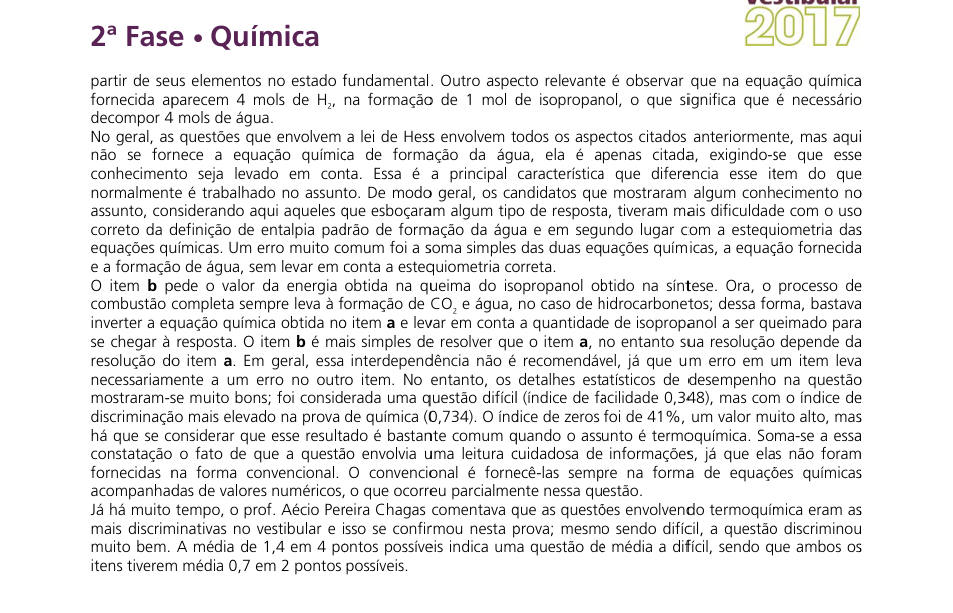 vestibular
2ª Fase • Química
2017
partir de seus elementos no estado fundamental. Outro aspecto relevante é observar que na equação química
fornecida aparecem 4 mols de H2, na formação de 1 mol de isopropanol, o que significa que é necessário
decompor 4 mols de água.
No geral, as questões que envolvem a lei de Hess envolvem todos os aspectos citados anteriormente, mas aqui
não se fornece a equação química de formação da água, ela é apenas citada, exigindo-se que esse
conhecimento seja levado em conta. Essa é a principal característica que diferencia esse item do que
normalmente é trabalhado no assunto. De modo geral, os candidatos que mostraram algum conhecimento no
assunto, considerando aqui aqueles que esboçaram algum tipo de resposta, tiveram mais dificuldade com o uso
correto da definição de entalpia padrão de formação da água e em segundo lugar com a estequiometria das
equações químicas. Um erro muito comum foi a soma simples das duas equações químicas, a equação fornecida
e a formação de água, sem levar em conta a estequiometria correta.
O item b pede o valor da energia obtida na queima do isopropanol obtido na síntese. Ora, o processo de
combustão completa sempre leva à formação de CO2 e água, no caso de hidrocarbonetos; dessa forma, bastava
inverter a equação química obtida no item a e levar em conta a quantidade de isopropanol a ser queimado para
se chegar à resposta. O item b é mais simples de resolver que o item a, no entanto sua resolução depende da
resolução do item a. Em geral, essa interdependência não é recomendável, já que um erro em um item leva
necessariamente a um erro no outro item. No entanto, os detalhes estatísticos de desempenho na questão
mostraram-se muito bons; foi considerada uma questão difícil (índice de facilidade 0,348), mas com o índice de
discriminação mais elevado na prova de química (0,734). O índice de zeros foi de 41%, um valor muito alto, mas
há que se considerar que esse resultado é bastante comum quando o assunto é termoquímica. Soma-se a essa
constatação o fato de que a questão envolvia uma leitura cuidadosa de informações, já que elas não foram
fornecidas na forma convencional. O convencional é fornecê-las sempre na forma de equações químicas
acompanhadas de valores numéricos, o que ocorreu parcialmente nessa questão.
Já há muito tempo, o prof. Aécio Pereira Chagas comentava que as questões envolvendo termoquímica eram as
mais discriminativas no vestibular e isso se confirmou nesta prova; mesmo sendo difícil, a questão discriminou
muito bem. A média de 1,4 em 4 pontos possíveis indica uma questão de média a difícil, sendo que ambos os
itens tiverem média 0,7 em 2 pontos possíveis.